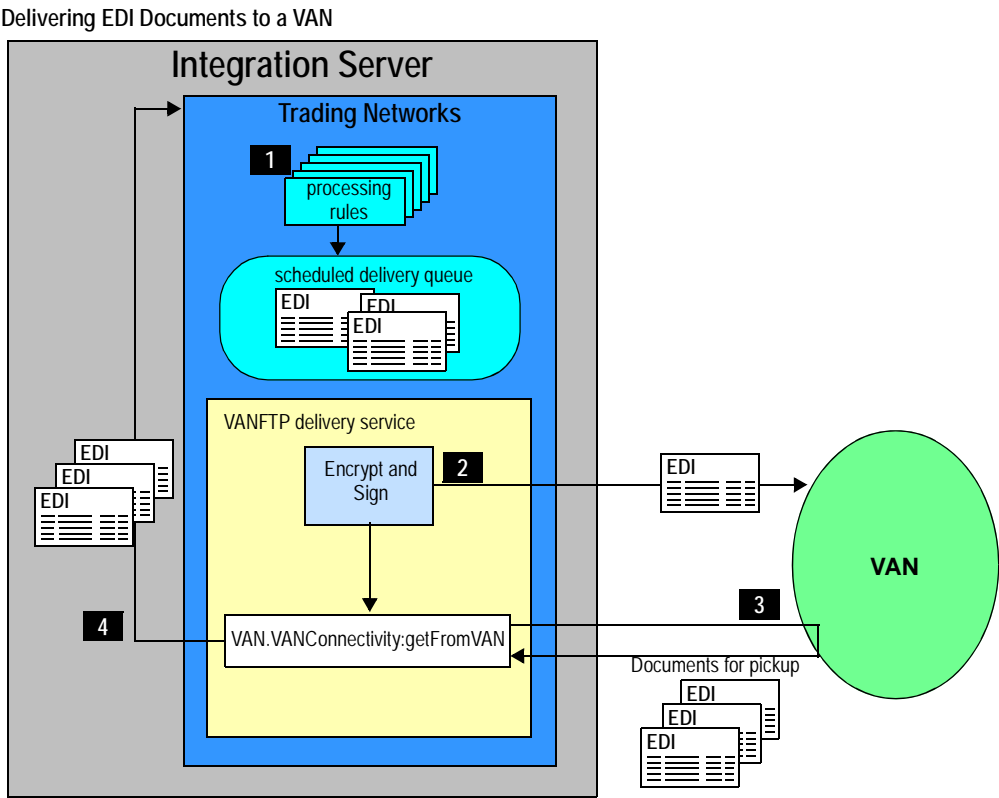 Delivering EDI Documents to a VAN
Integration Server
Trading Networks
1
processing
rules
scheduled delivery queue
EDI
EDI
EDI
VANFTP delivery service
Encrypt and
Sign
2
EDI
VAN
EDI
EDI
EDI
3
4
VAN.VANConnectivity:getFromVAN
Documents for pickup
EDI
EDI
EDI